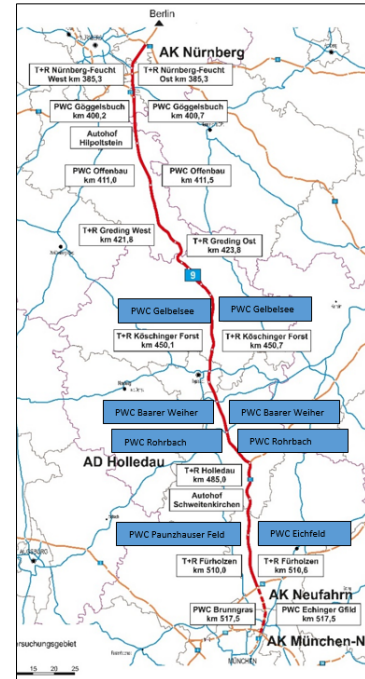 Berlin
AK Nürnberg
T+R Nürnberg-Feucht
West km 385,3
T+R Nürnberg-Feucht
Ost km 385,3
PWC Göggelsbuch
km 400,2
PWC Göggelsbuch
km 400,7
Autohof
Hilpoltstein
PWC Offenbau
km 411,0
PWC Offenbau
km 411,5
T+R Greding West
km 421,6
T+R Greding Ost
km 423,8
9
PWC Gelbelsee
PWC Gelbelsee
T+R Köschinger Forst
km 450,1
T+R Köschinger Forst
km 450,7
PWC Baarer Weiher
PWC Baarer Weiher
PWC Rohrbach
PWC Rohrbach
AD Holledau
T+R Holledau
km 485,0
Autohof
Schweitenkirchen
PWC Paunzhauser Feld
PWC Eichfeld
T+R Fürholzen
km 510,0
T+R Fürholzen
km 510,6
AK Neufahrn
PWC Brunngras
km 517,5
PWC Echinger Gfild
km 517,5
AK München-N
ersuchungsgebiet
MÜNCHEN
15 20 25